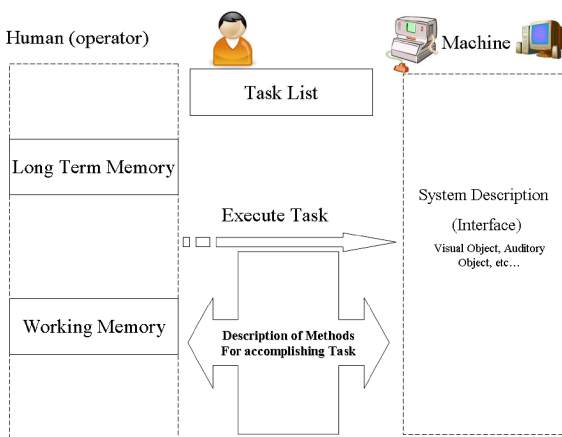 Human (operator)
Machine
Task List
Long Term Memory
System Description
(Interface)
Visual Object, Auditory
Object, etc…
Execute Task
Working Memory
Description of Methods
For accomplishing Task